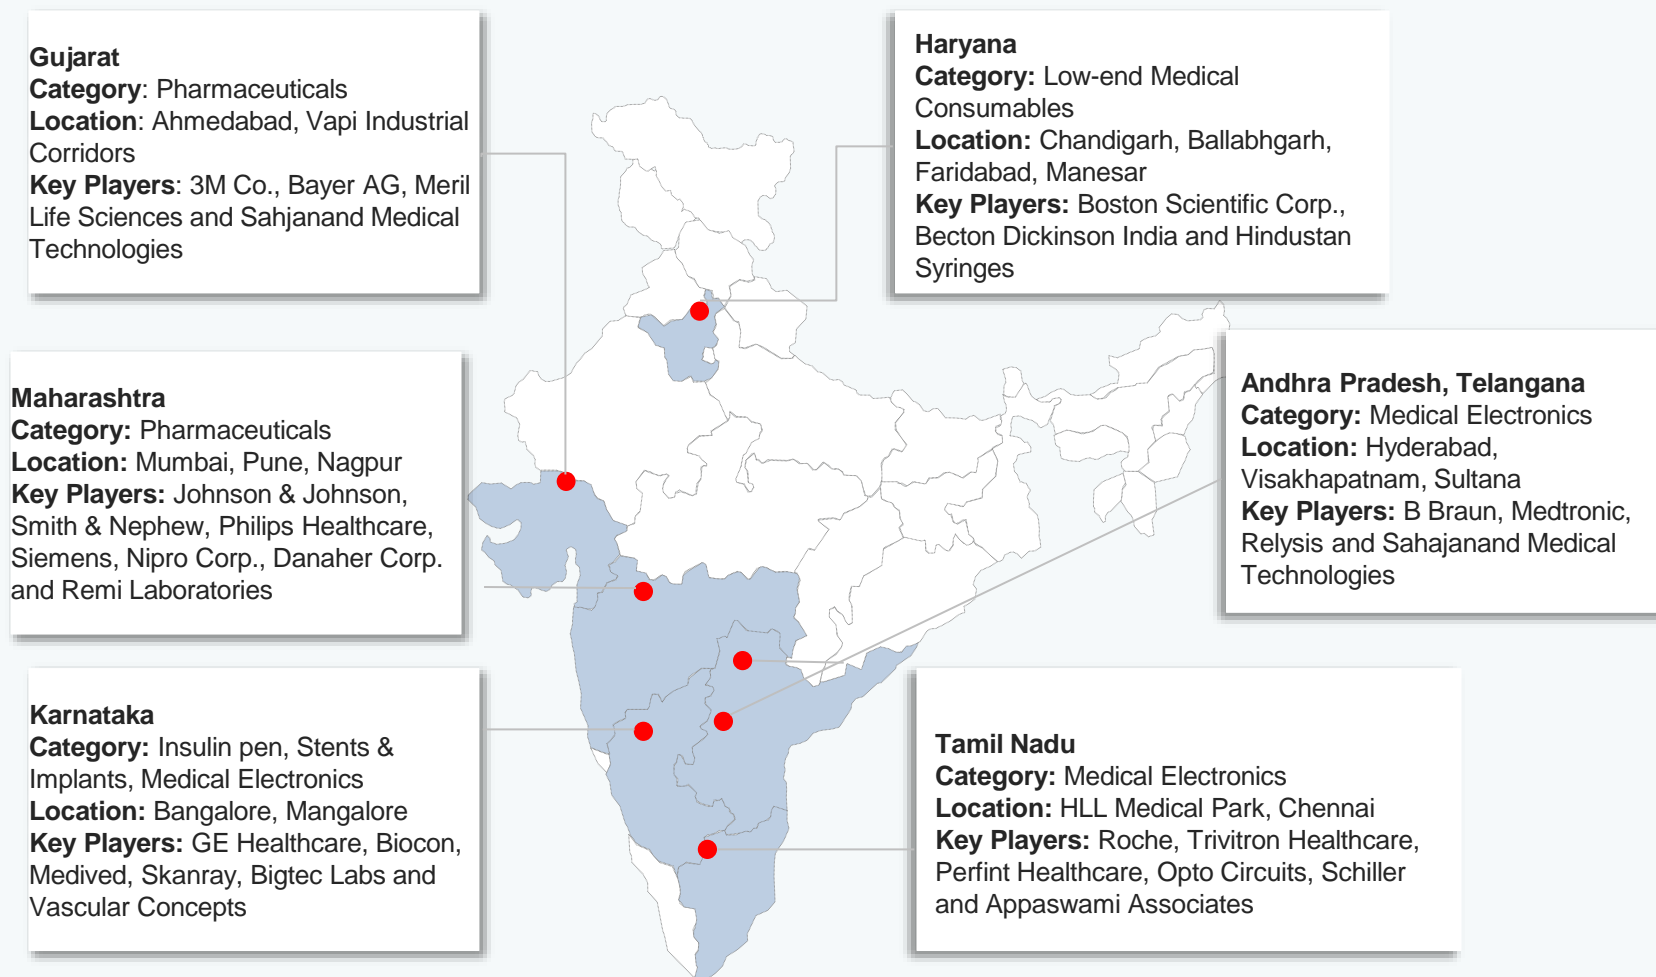 Gujarat
Category: Pharmaceuticals
Location: Ahmedabad, Vapi Industrial
Corridors
Key Players: 3M Co., Bayer AG, Meril
Life Sciences and Sahjanand Medical
Technologies
Haryana
Category: Low-end Medical
Consumables
Location: Chandigarh, Ballabhgarh,
Faridabad, Manesar
Key Players: Boston Scientific Corp.,
Becton Dickinson India and Hindustan
Syringes
Maharashtra
Category: Pharmaceuticals
Location: Mumbai, Pune, Nagpur
Key Players: Johnson & Johnson,
Smith & Nephew, Philips Healthcare,
Siemens, Nipro Corp., Danaher Corp.
and Remi Laboratories
Andhra Pradesh, Telangana
Category: Medical Electronics
Location: Hyderabad,
Visakhapatnam, Sultana
Key Players: B Braun, Medtronic,
Relysis and Sahajanand Medical
Technologies
Karnataka
Category: Insulin pen, Stents &
Implants, Medical Electronics
Location: Bangalore, Mangalore
Key Players: GE Healthcare, Biocon,
Medived, Skanray, Bigtec Labs and
Vascular Concepts
Tamil Nadu
Category: Medical Electronics
Location: HLL Medical Park, Chennai
Key Players: Roche, Trivitron Healthcare,
Perfint Healthcare, Opto Circuits, Schiller
and Appaswami Associates